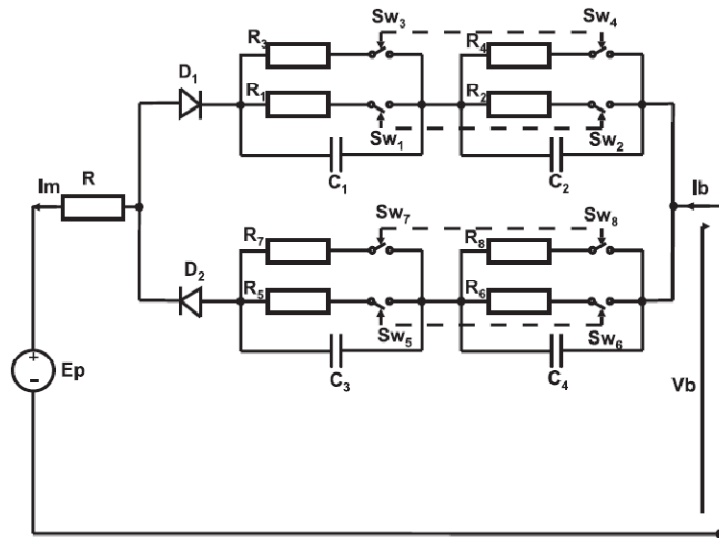 Sw3 Sw4
R3 R4
D1 R1 R2
Sw1 Sw2
C1 C2
Im R Ib
Sw7 Sw8
R7 R8
D2 R5 R6
Sw5 Sw6
C3 C4
+
-
Ep Vb